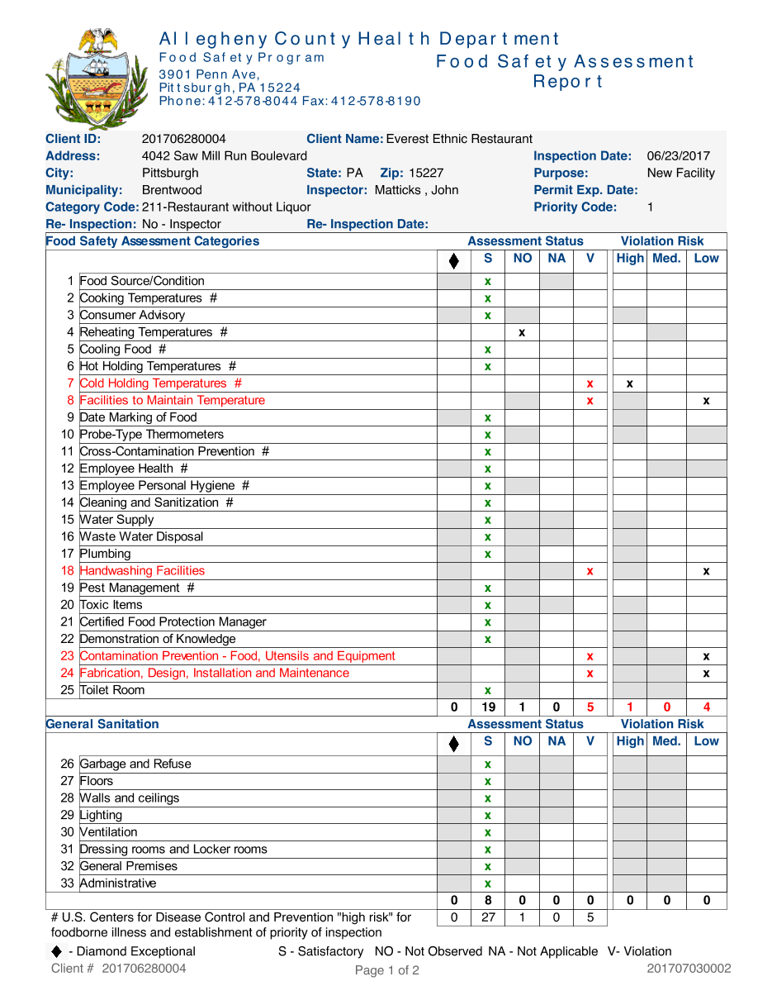 Allegheny County Health Department
Food Safety Program
3901 Penn Ave,
Pittsburgh, PA 15224
Phone: 412-578-8044 Fax: 412-578-8190
Food Safety Assessment
Report
Client ID: 201706280004 Client Name: Everest Ethnic Restaurant
Address: 4042 Saw Mill Run Boulevard Inspection Date: 06/23/2017
City: Pittsburgh State: PA Zip: 15227 Purpose: New Facility
Municipality: Brentwood Inspector: Matticks , John Permit Exp. Date:
Category Code: 211-Restaurant without Liquor Priority Code: 1
Re- Inspection: No - Inspector Re- Inspection Date:
Food Safety Assessment Categories Assessment Status Violation Risk
♦ S NO NA V High Med. Low
1 Food Source/Condition x
2 Cooking Temperatures # x
3 Consumer Advisory x
4 Reheating Temperatures # x
5 Cooling Food # x
6 Hot Holding Temperatures # x
7 Cold Holding Temperatures # x x
8 Facilities to Maintain Temperature x x
9 Date Marking of Food x
10 Probe-Type Thermometers x
11 Cross-Contamination Prevention # x
12 Employee Health # x
13 Employee Personal Hygiene # x
14 Cleaning and Sanitization # x
15 Water Supply x
16 Waste Water Disposal x
17 Plumbing x
18 Handwashing Facilities x x
19 Pest Management # x
20 Toxic Items x
21 Certified Food Protection Manager x
22 Demonstration of Knowledge x
23 Contamination Prevention - Food, Utensils and Equipment x x
24 Fabrication, Design, Installation and Maintenance x x
25 Toilet Room x
0 19 1 0 5 1 0 4
General Sanitation Assessment Status Violation Risk
♦ S NO NA V High Med. Low
26 Garbage and Refuse x
27 Floors x
28 Walls and ceilings x
29 Lighting x
30 Ventilation x
31 Dressing rooms and Locker rooms x
32 General Premises x
33 Administrative x
0 8 0 0 0 0 0 0
# U.S. Centers for Disease Control and Prevention "high risk" for 0 27 1 0 5
foodborne illness and establishment of priority of inspection
♦ - Diamond Exceptional S - Satisfactory NO - Not Observed NA - Not Applicable V- Violation
Client # 201706280004 Page 1 of 2 201707030002